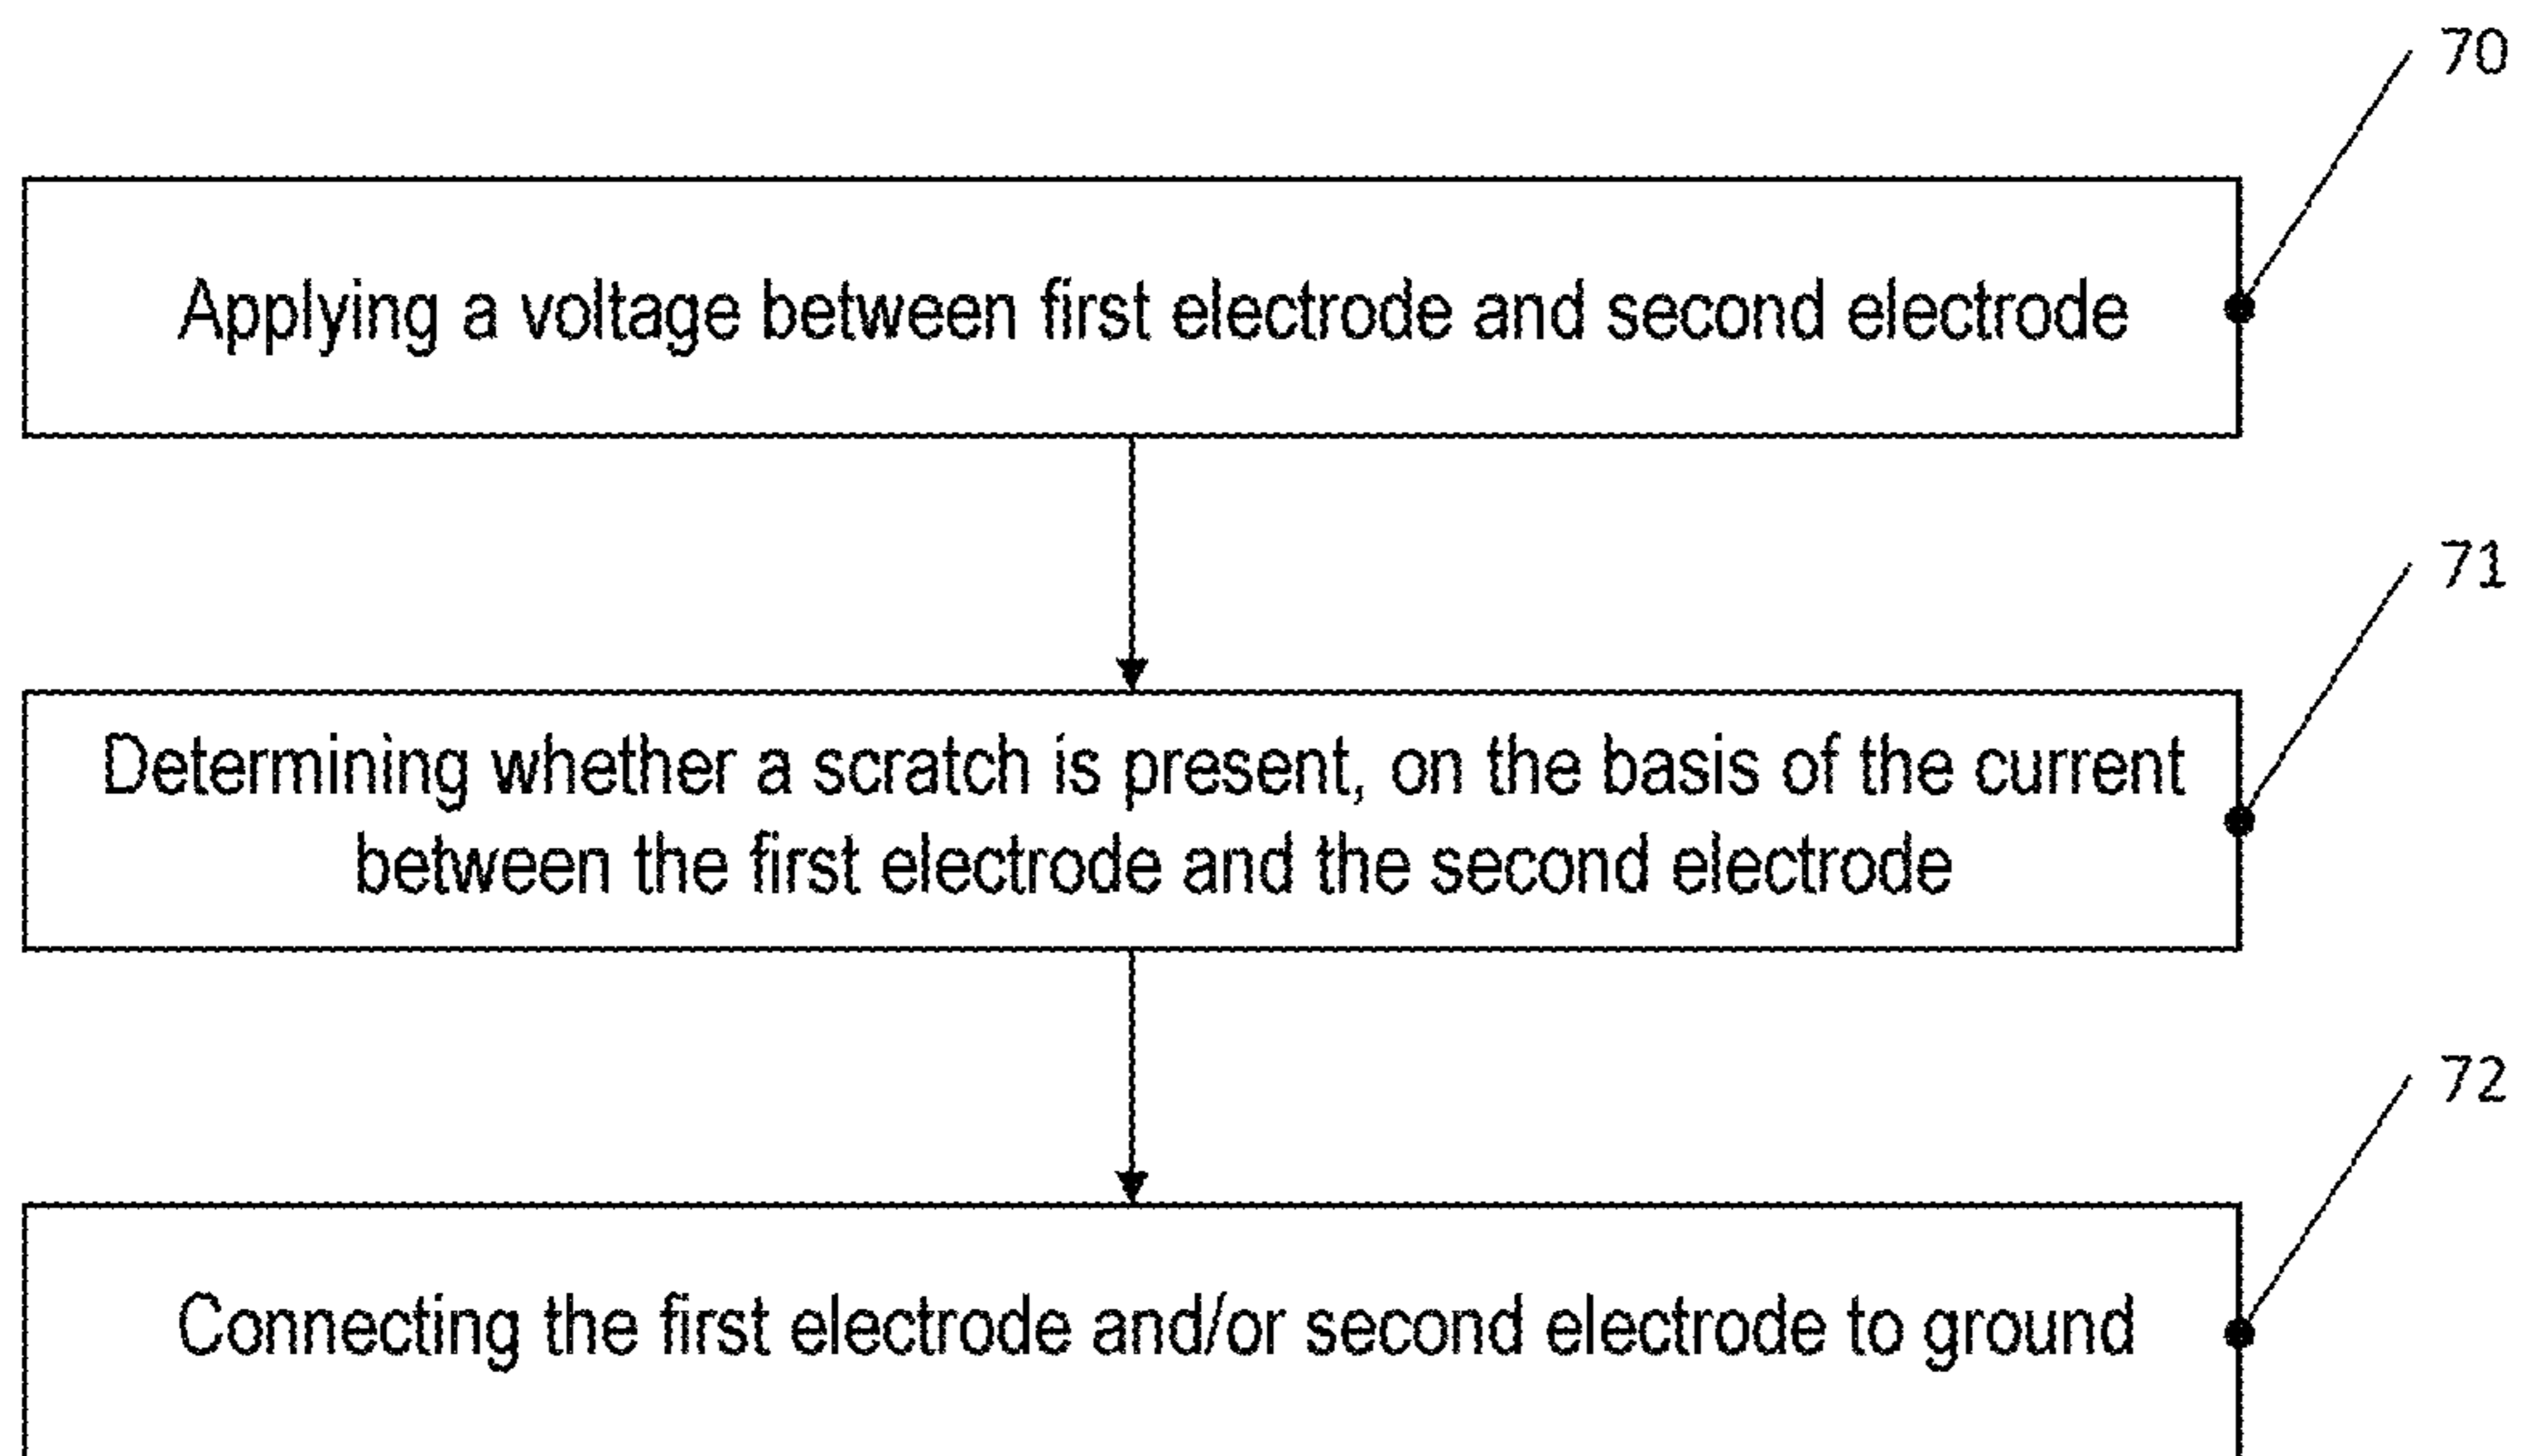 70
Applying a voltage between first electrode and second electrode
71
Determining whether a scratch is present, on the basis of the current
between the first electrode and the second electrode
72
Connecting the first electrode and/or second electrode to ground